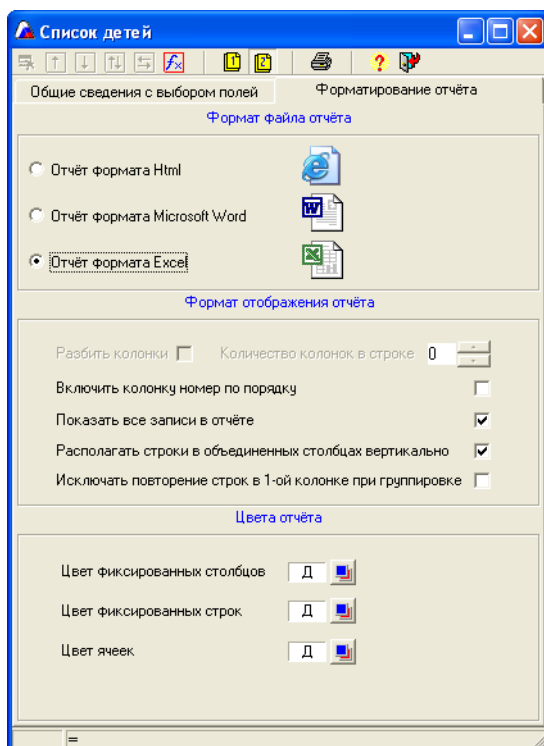 Список детей
Общие сведения с выбором полей
Форматирование отчёта
Формат файла отчёта
Отчёт формата Html
Отчёт формата Microsoft Word
Отчёт формата Excel
Формат отображения отчёта
Разбить колонки Количество колонок в строке 0
Включить колонку номер по порядку
Показать все записи в отчёте
Располагать строки в объединенных столбцах вертикально
Исключать повторение строк в 1-ой колонке при группировке
Цвета отчёта
Цвет фиксированных столбцов Д
Цвет фиксированных строк Д
Цвет ячеек Д
=